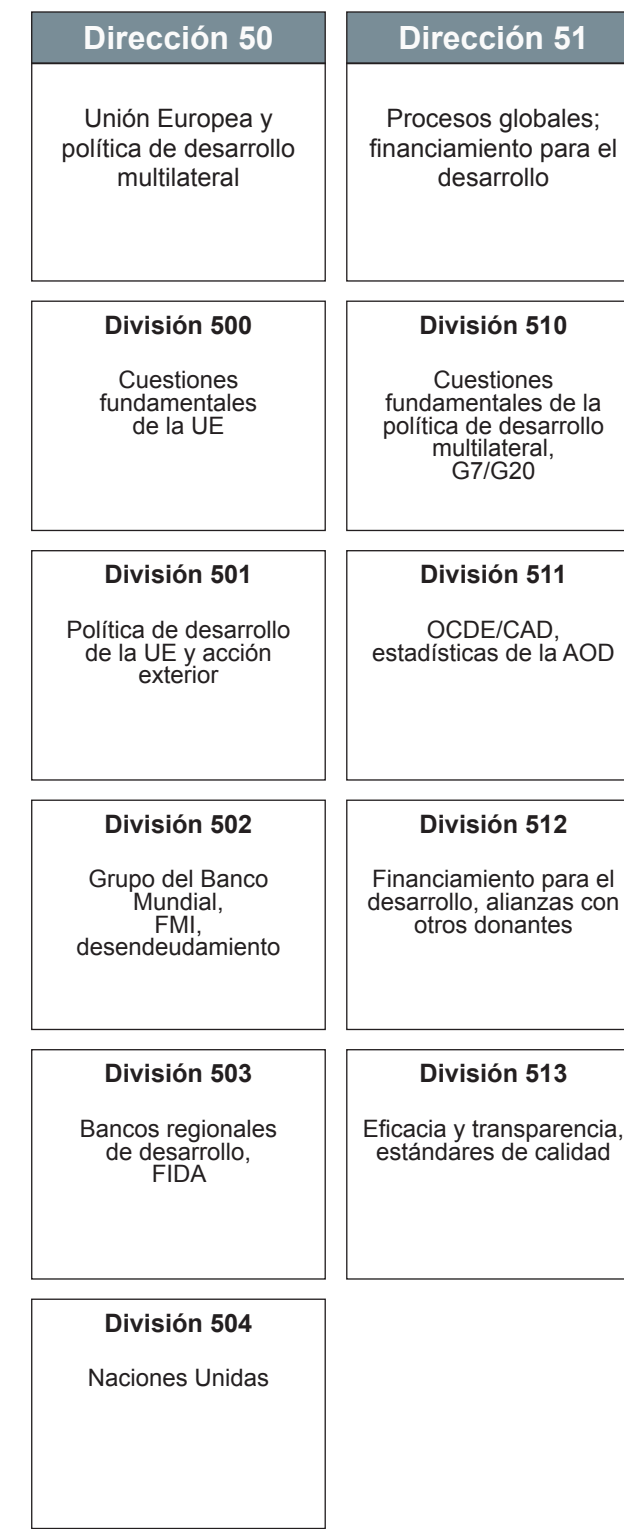 Dirección 50
Unión Europea y
política de desarrollo
multilateral
División 500
Cuestiones
fundamentales
de la UE
División 501
Política de desarrollo
de la UE y acción
exterior
División 502
Grupo del Banco
Mundial,
FMI,
desendeudamiento
División 503
Bancos regionales
de desarrollo,
FIDA
División 504
Naciones Unidas
Dirección 51
Procesos globales;
financiamiento para el
desarrollo
División 510
Cuestiones
fundamentales de la
política de desarrollo
multilateral,
G7/G20
División 511
OCDE/CAD,
estadísticas de la AOD
División 512
Financiamiento para el
desarrollo, alianzas con
otros donantes
División 513
Eficacia y transparencia,
estándares de calidad